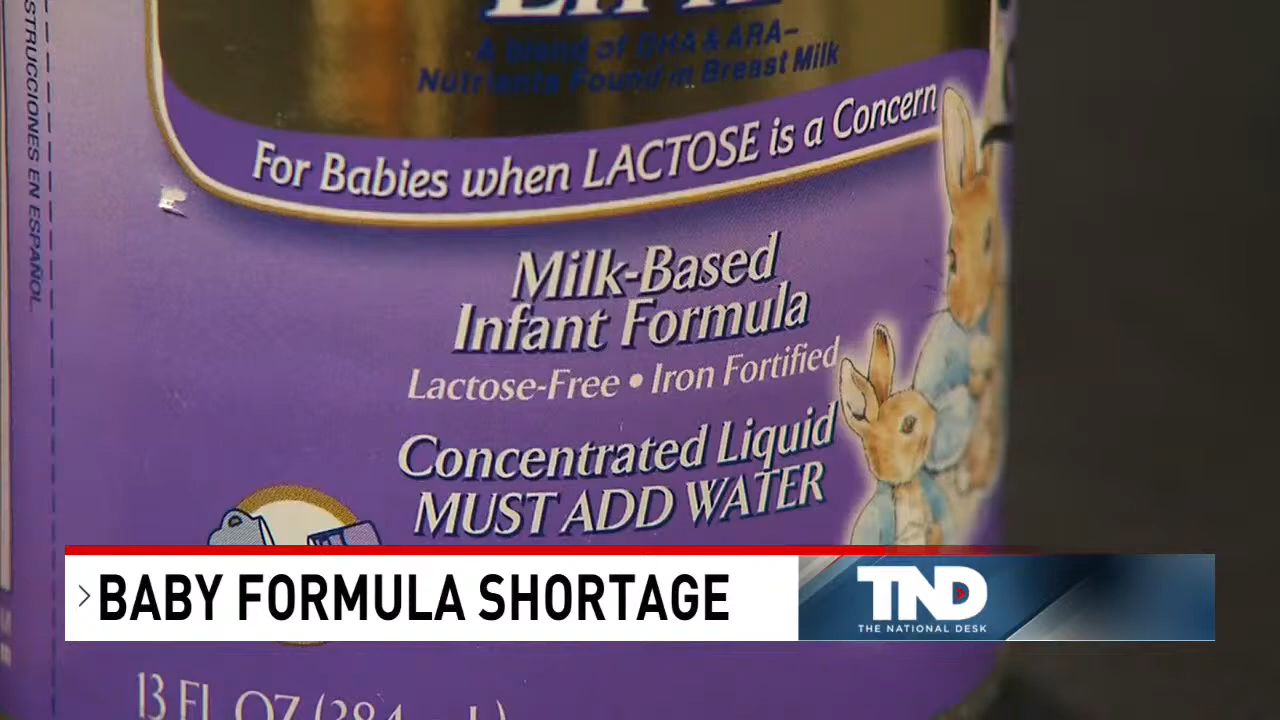 A blend of DHA & ARA–
Nutrients Found in Breast Milk
For Babies when LACTOSE is a Concern
Milk-Based
Infant Formula
Lactose-Free • Iron Fortified
Concentrated Liquid
MUST ADD WATER
STRUCCIONES EN ESPAÑOL.
BABY FORMULA SHORTAGE
TND
THE NATIONAL DESK
13 FL OZ (384